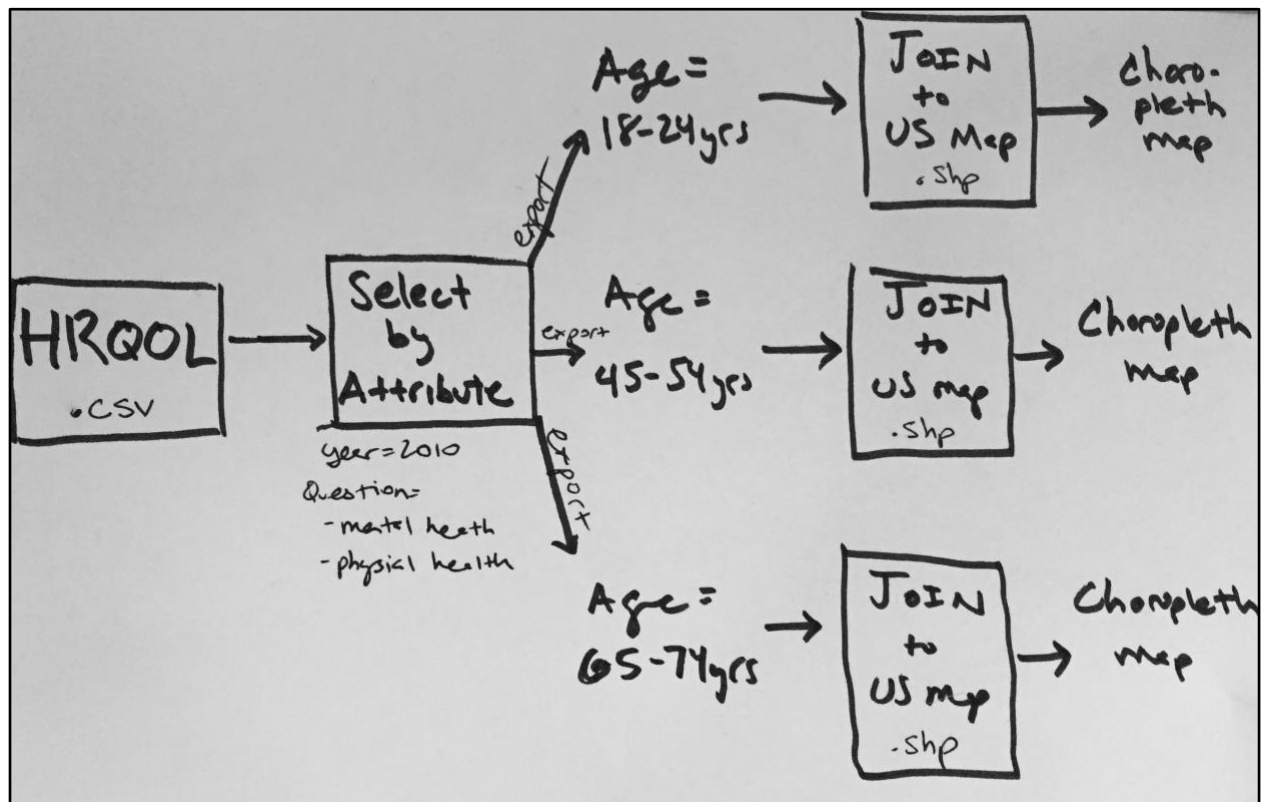 HRQOL
.CSV
Select
by
Attribute
year=2010
Question=
- mental heath
- physial health
export
Age=
18-24yrs
JOIN
to
US Map
.shp
Choro-
pleth
map
export
Age=
45-54yrs
JOIN
to
US map
.shp
Choropleth
map
export
Age=
65-74yrs
JOIN
to
US map
.shp
Choropleth
map